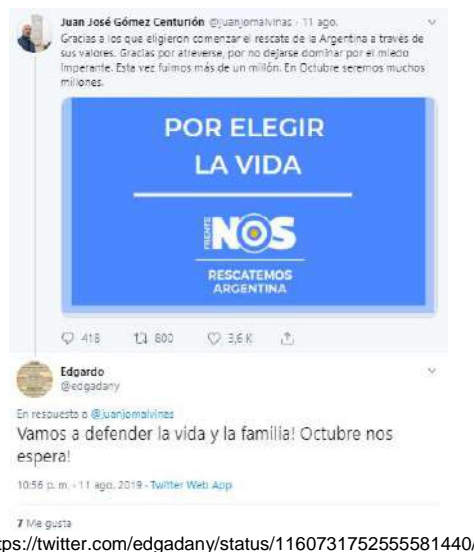 Juan José Gómez Centurión @juanjomalvinas · 11 ago.
Gracias a los que eligieron comenzar el rescate de la Argentina a través de
sus valores. Gracias por atreverse, por no dejarse dominar por el miedo
imperante. Esta vez fuimos más de un millón. En Octubre seremos muchos
millones.
POR ELEGIR
LA VIDA
FRENTE NOS
RESCATEMOS
ARGENTINA
418 800 3,6 K
Edgardo
@edgadany
En respuesta a @juanjomalvinas
Vamos a defender la vida y la familia! Octubre nos
espera!
10:56 p. m. · 11 ago. 2019 · Twitter Web App
7 Me gusta
tps://twitter.com/edgadany/status/1160731752555581440/